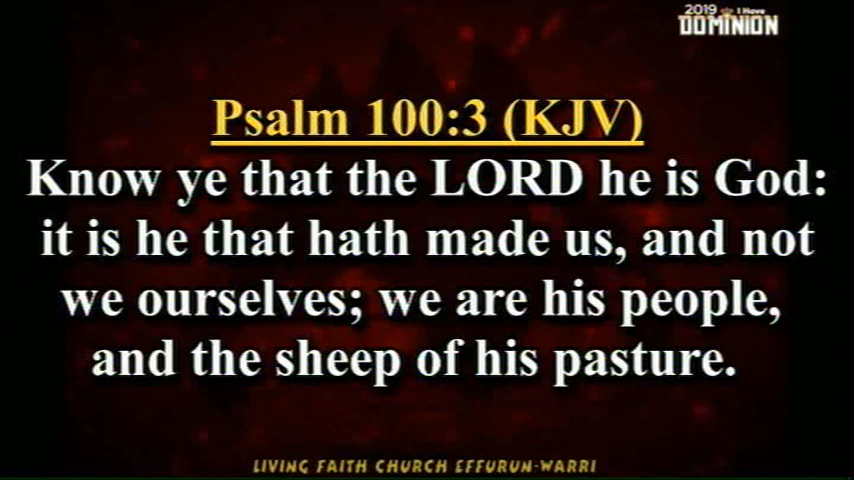 2019 I Have
DOMINION
Psalm 100:3 (KJV)
Know ye that the LORD he is God:
it is he that hath made us, and not
we ourselves; we are his people,
and the sheep of his pasture.
LIVING FAITH CHURCH EFFURUN-WARRI